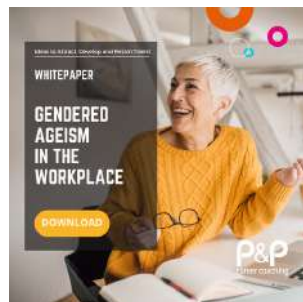 Ideas to Attract, Develop and Retain Talent
WHITEPAPER
GENDERED
AGEISM
IN THE
WORKPLACE
DOWNLOAD
P&P
career coaching